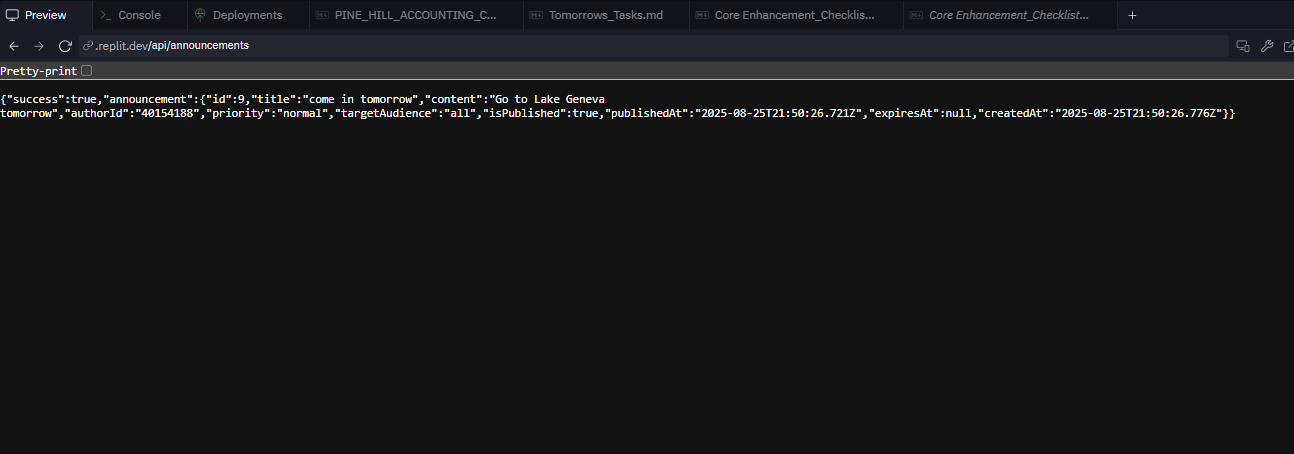 Preview
Console
Deployments
PINE_HILL_ACCOUNTING_C...
Tomorrows_Tasks.md
Core Enhancement_Checklis...
Core Enhancement_Checklist...
.replit.dev/api/announcements
Pretty-print
{"success":true,"announcement":{"id":9,"title":"come in tomorrow","content":"Go to Lake Geneva
tomorrow","authorId":"40154188","priority":"normal","targetAudience":"all","isPublished":true,"publishedAt":"2025-08-25T21:50:26.721Z","expiresAt":null,"createdAt":"2025-08-25T21:50:26.776Z"}}